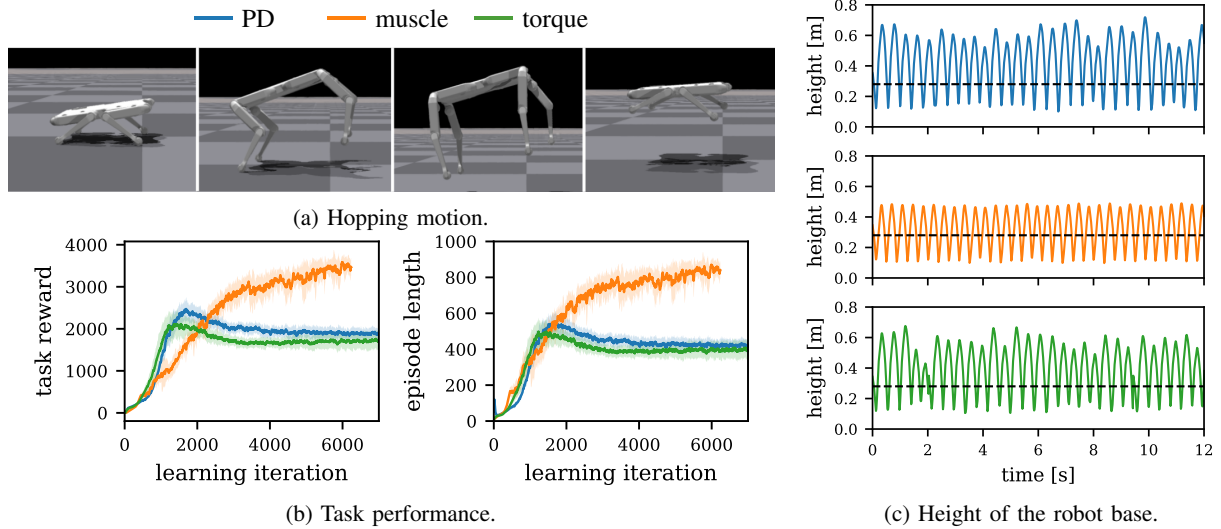 PD muscle torque
(a) Hopping motion.
4000
3000
2000
1000
0
task reward
0 2000 4000 6000
learning iteration
1000
800
600
400
200
0
episode length
0 2000 4000 6000
learning iteration
(b) Task performance.
0.8
0.6
0.4
0.2
0.0
height [m]
0.8
0.6
0.4
0.2
0.0
height [m]
0.8
0.6
0.4
0.2
0.0
height [m]
0 2 4 6 8 10 12
time [s]
(c) Height of the robot base.